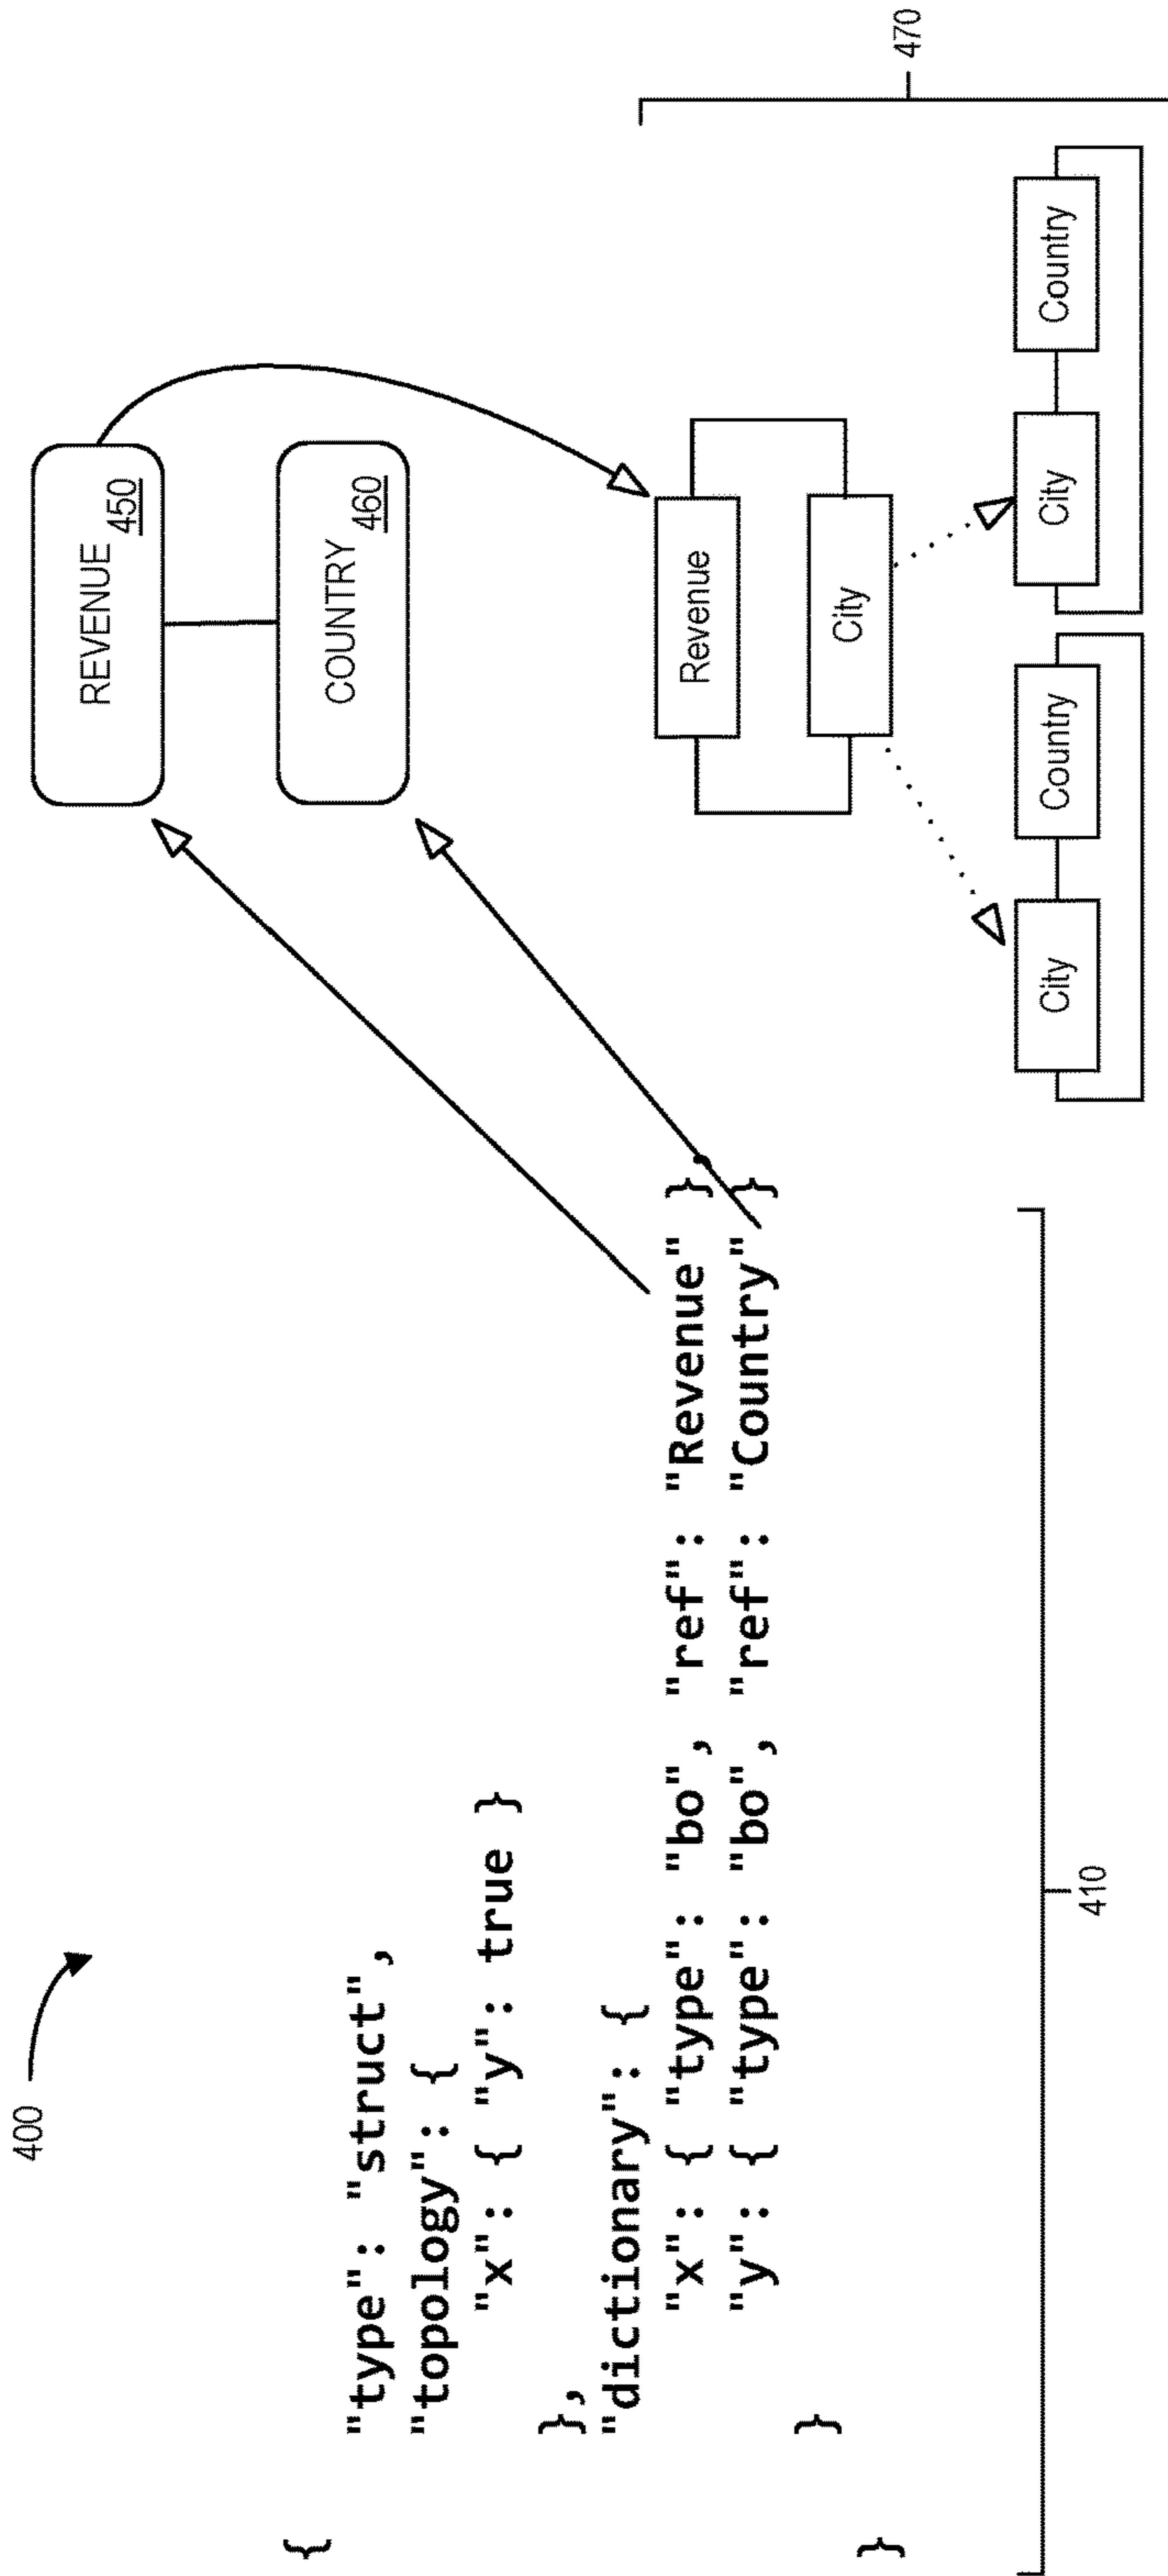 400
{
"type": "struct",
"topology": {
"x": { "y": true }
},
"dictionary": {
"x": { "type": "bo", "ref": "Revenue" },
"y": { "type": "bo", "ref": "Country" }
}
}
410
REVENUE
450
COUNTRY
460
Revenue
City
City
Country
City
Country
470